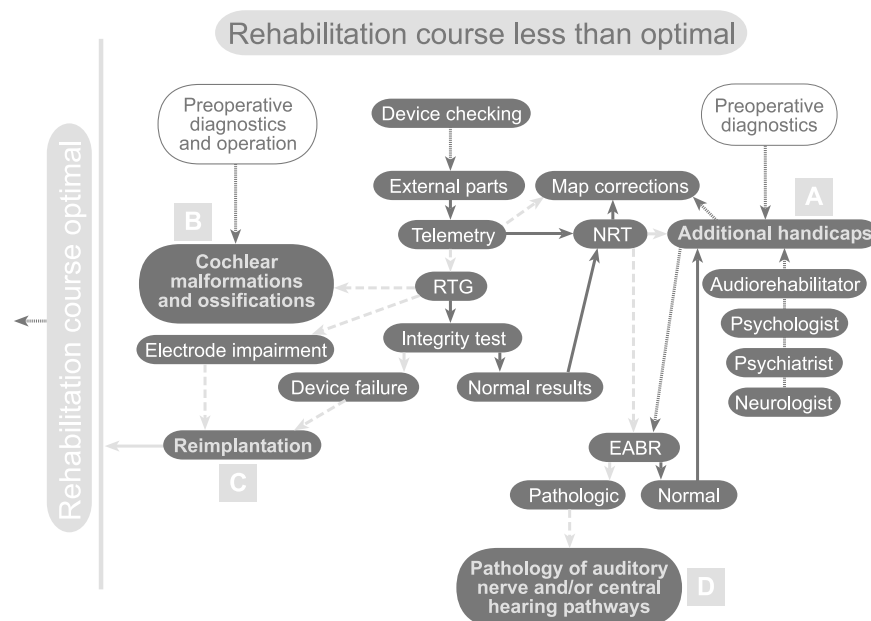 Rehabilitation course less than optimal
Rehabilitation course optimal
Preoperative
diagnostics
and operation
Device checking
Preoperative
diagnostics
External parts
Map corrections
A
B
Telemetry
NRT
Additional handicaps
Cochlear
malformations
and ossifications
RTG
Audiorehabilitator
Integrity test
Psychologist
Electrode impairment
Psychiatrist
Device failure
Normal results
Neurologist
Reimplantation
EABR
C
Pathologic
Normal
Pathology of auditory
nerve and/or central
hearing pathways
D